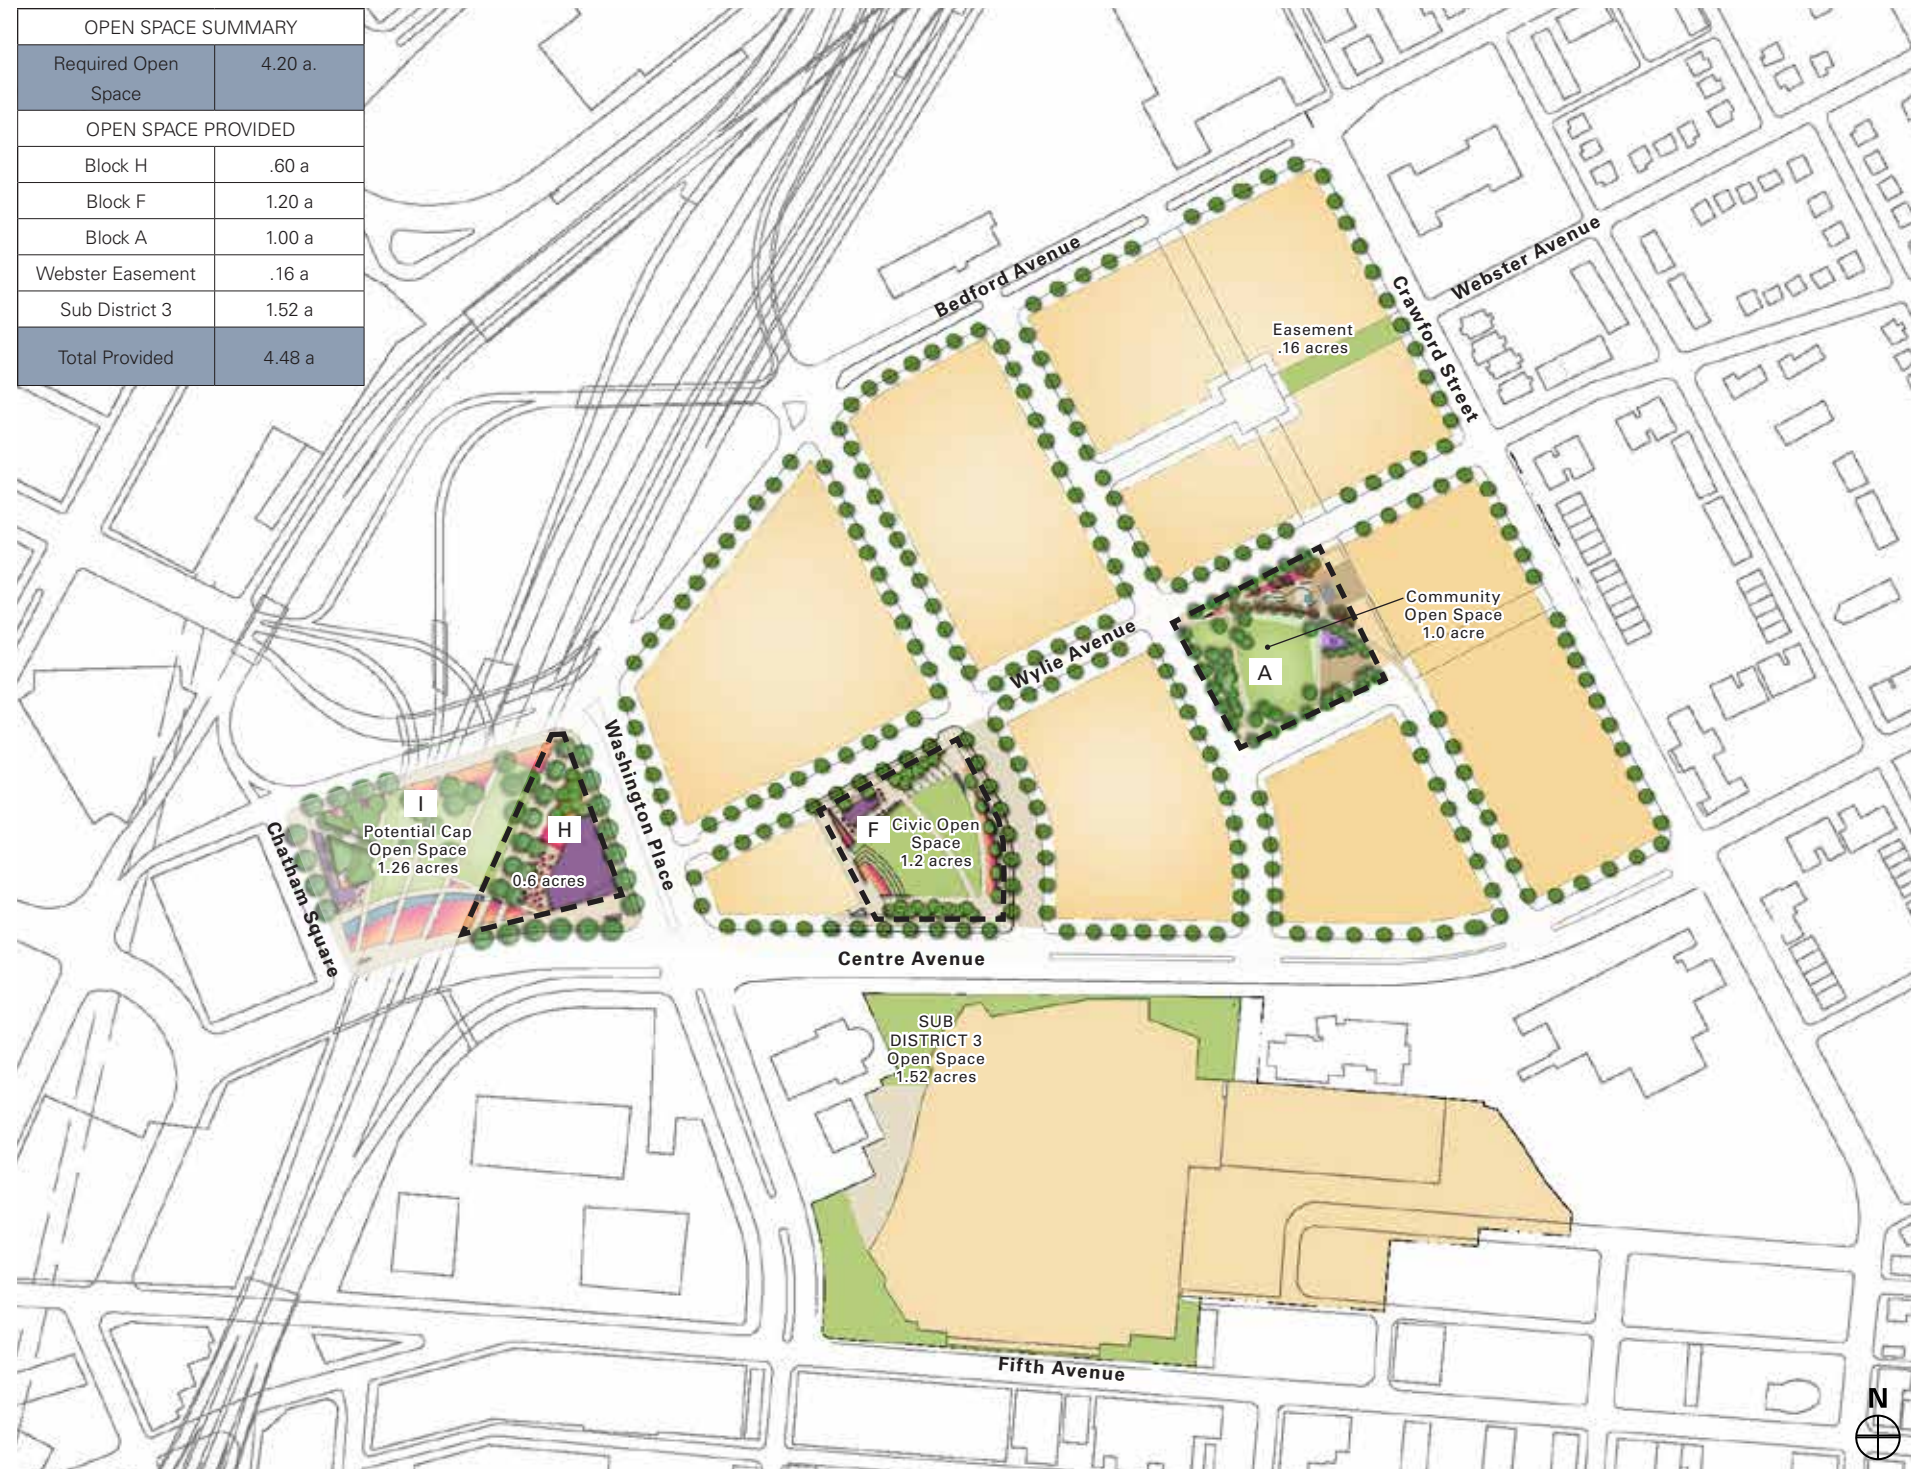 OPEN SPACE SUMMARY
Required Open Space 4.20 a.
OPEN SPACE PROVIDED
Block H .60 a
Block F 1.20 a
Block A 1.00 a
Webster Easement .16 a
Sub District 3 1.52 a
Total Provided 4.48 a
Bedford Avenue
Webster Avenue
Crawford Street
Easement
.16 acres
Community
Open Space
1.0 acre
A
Wylie Avenue
Washington Place
I
Potential Cap
Open Space
1.26 acres
H
0.6 acres
F
Civic Open
Space
1.2 acres
Chatham Square
Centre Avenue
SUB
DISTRICT 3
Open Space
1.52 acres
Fifth Avenue
N